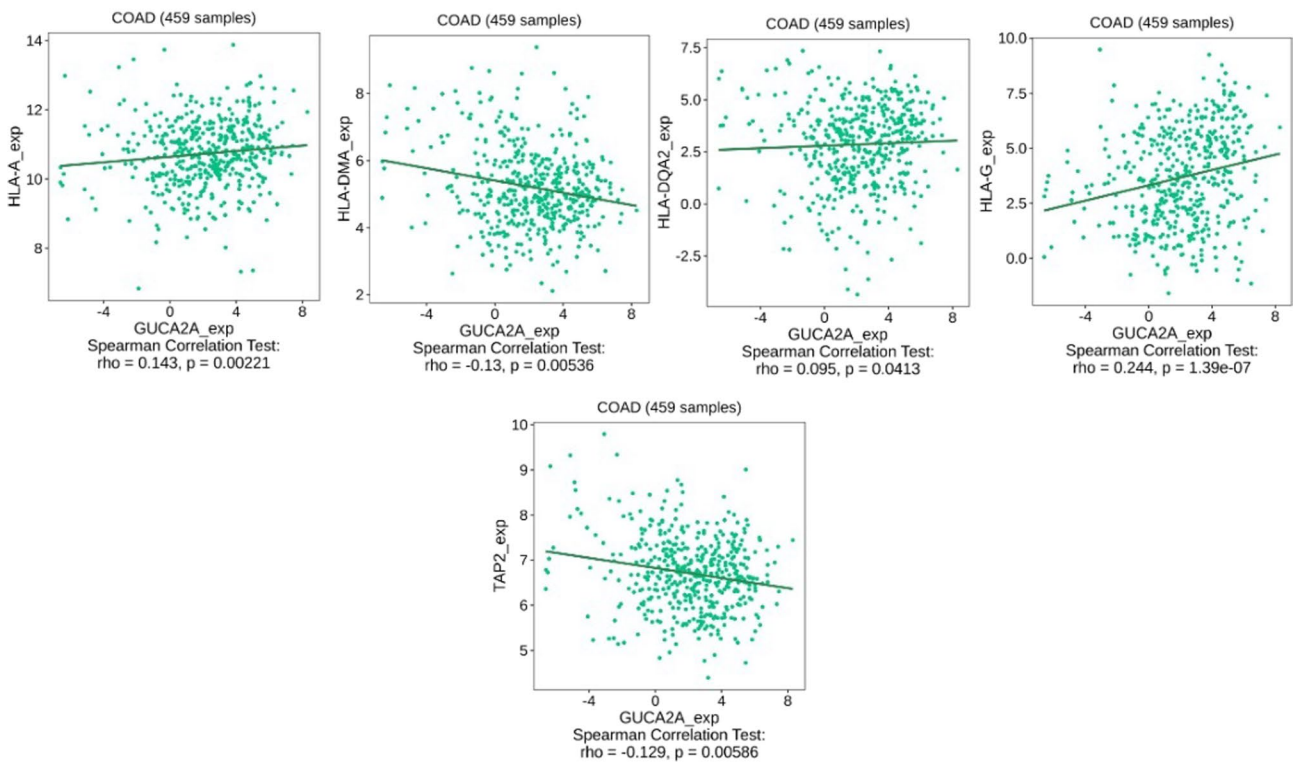 COAD (459 samples)
14
12
10
8
HLA-A_exp
-4 0 4 8
GUCA2A_exp
Spearman Correlation Test:
rho = 0.143, p = 0.00221
COAD (459 samples)
8
6
4
2
HLA-DMA_exp
-4 0 4 8
GUCA2A_exp
Spearman Correlation Test:
rho = -0.13, p = 0.00536
COAD (459 samples)
7.5
5.0
2.5
0.0
-2.5
HLA-DQA2_exp
-4 0 4 8
GUCA2A_exp
Spearman Correlation Test:
rho = 0.095, p = 0.0413
COAD (459 samples)
10.0
7.5
5.0
2.5
0.0
HLA-G_exp
-4 0 4 8
GUCA2A_exp
Spearman Correlation Test:
rho = 0.244, p = 1.39e-07
COAD (459 samples)
10
9
8
7
6
5
TAP2_exp
-4 0 4 8
GUCA2A_exp
Spearman Correlation Test:
rho = -0.129, p = 0.00586